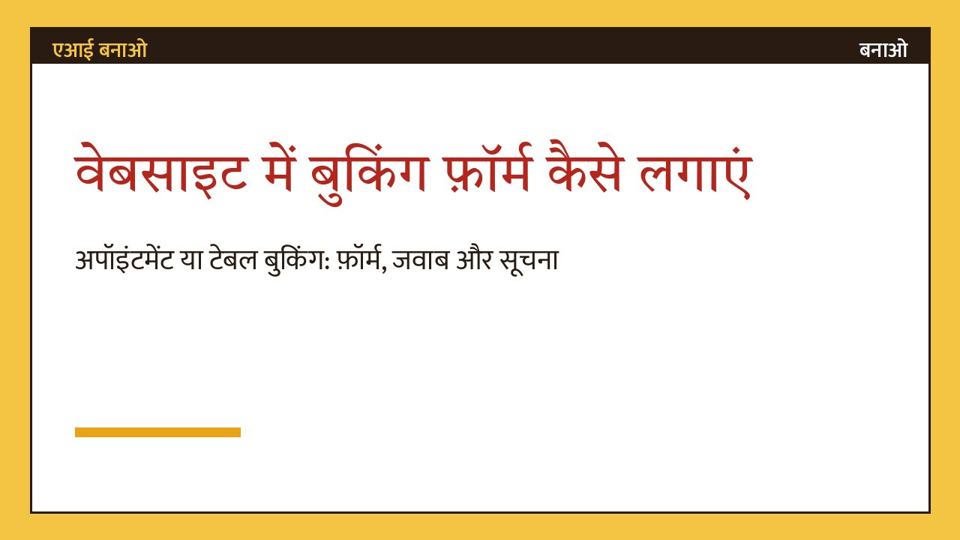 एआई बनाओ
बनाओ
वेबसाइट में बुकिंग फ़ॉर्म कैसे लगाएं
अपॉइंटमेंट या टेबल बुकिंग: फ़ॉर्म, जवाब और सूचना